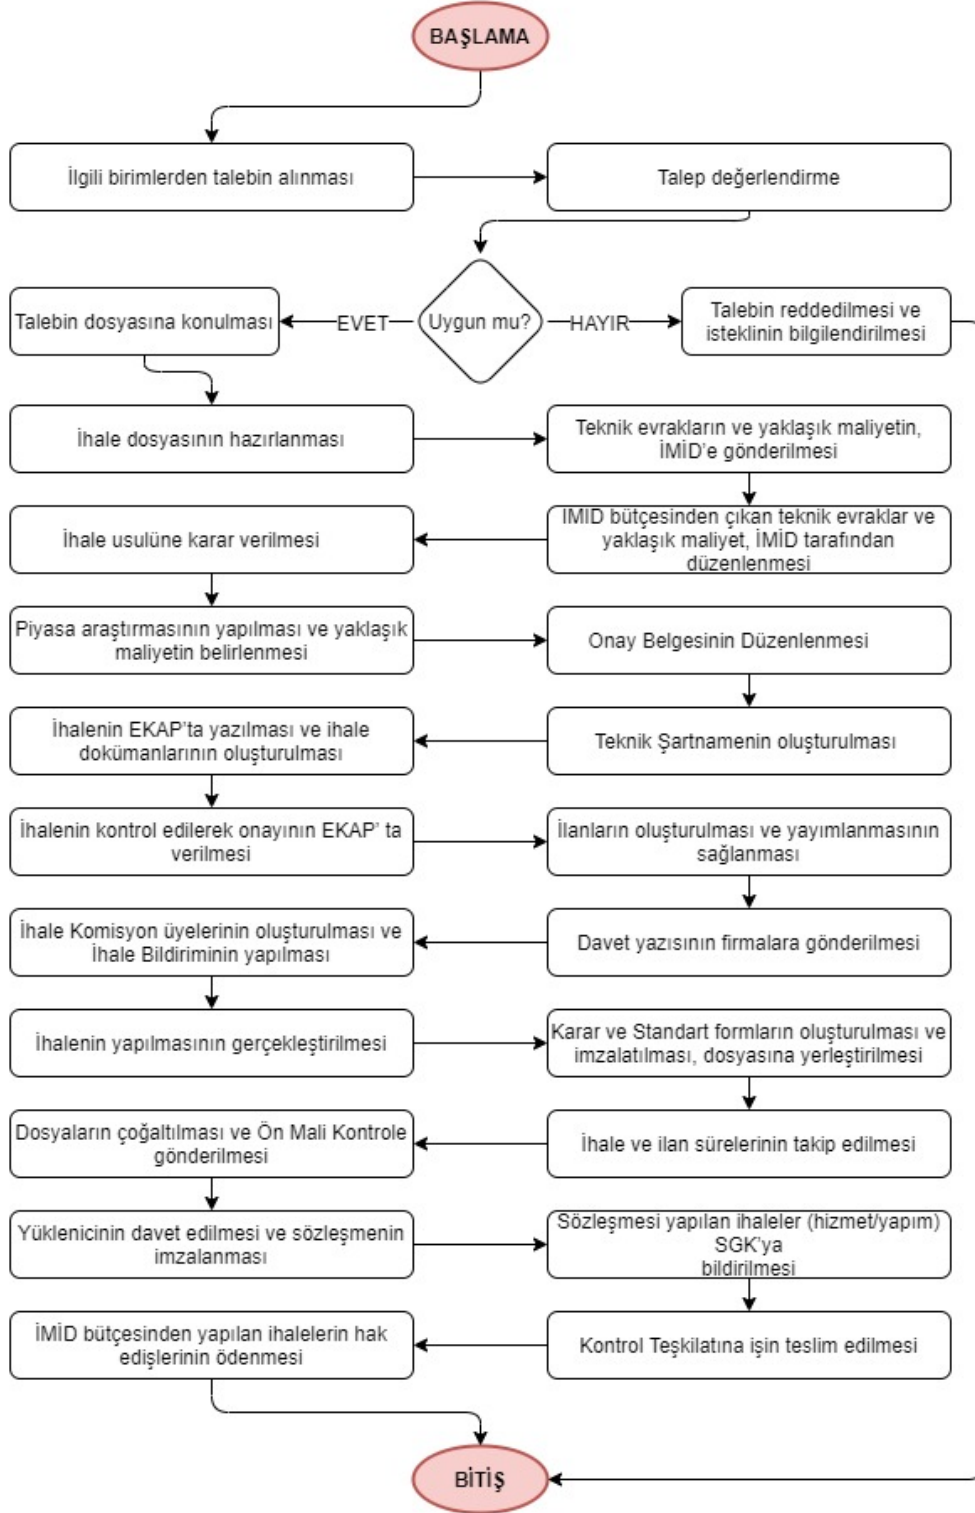 BAŞLAMA
İlgili birimlerden talebin alınması
Talep değerlendirme
Talebin dosyasına konulması
EVET
Uygun mu?
HAYIR
Talebin reddedilmesi ve
isteklinin bilgilendirilmesi
İhale dosyasının hazırlanması
Teknik evrakların ve yaklaşık maliyetin,
İMİD'e gönderilmesi
İMİD bütçesinden çıkan teknik evraklar ve
yaklaşık maliyet, İMİD tarafından
düzenlenmesi
İhale usulüne karar verilmesi
Piyasa araştırmasının yapılması ve yaklaşık
maliyetin belirlenmesi
Onay Belgesinin Düzenlenmesi
Teknik Şartnamenin oluşturulması
İhalenin EKAP'ta yazılması ve ihale
dokümanlarının oluşturulması
İhalenin kontrol edilerek onayının EKAP' ta
verilmesi
İlanların oluşturulması ve yayımlanmasının
sağlanması
Davet yazısının firmalara gönderilmesi
İhale Komisyon üyelerinin oluşturulması ve
İhale Bildiriminin yapılması
İhalenin yapılmasının gerçekleştirilmesi
Karar ve Standart formların oluşturulması ve
imzalatılması, dosyasına yerleştirilmesi
İhale ve ilan sürelerinin takip edilmesi
Dosyaların çoğaltılması ve Ön Mali Kontrole
gönderilmesi
Yüklenicinin davet edilmesi ve sözleşmenin
imzalanması
Sözleşmesi yapılan ihaleler (hizmet/yapım)
SGK'ya
bildirilmesi
Kontrol Teşkilatına işin teslim edilmesi
İMİD bütçesinden yapılan ihalelerin hak
edişlerinin ödenmesi
BİTİŞ